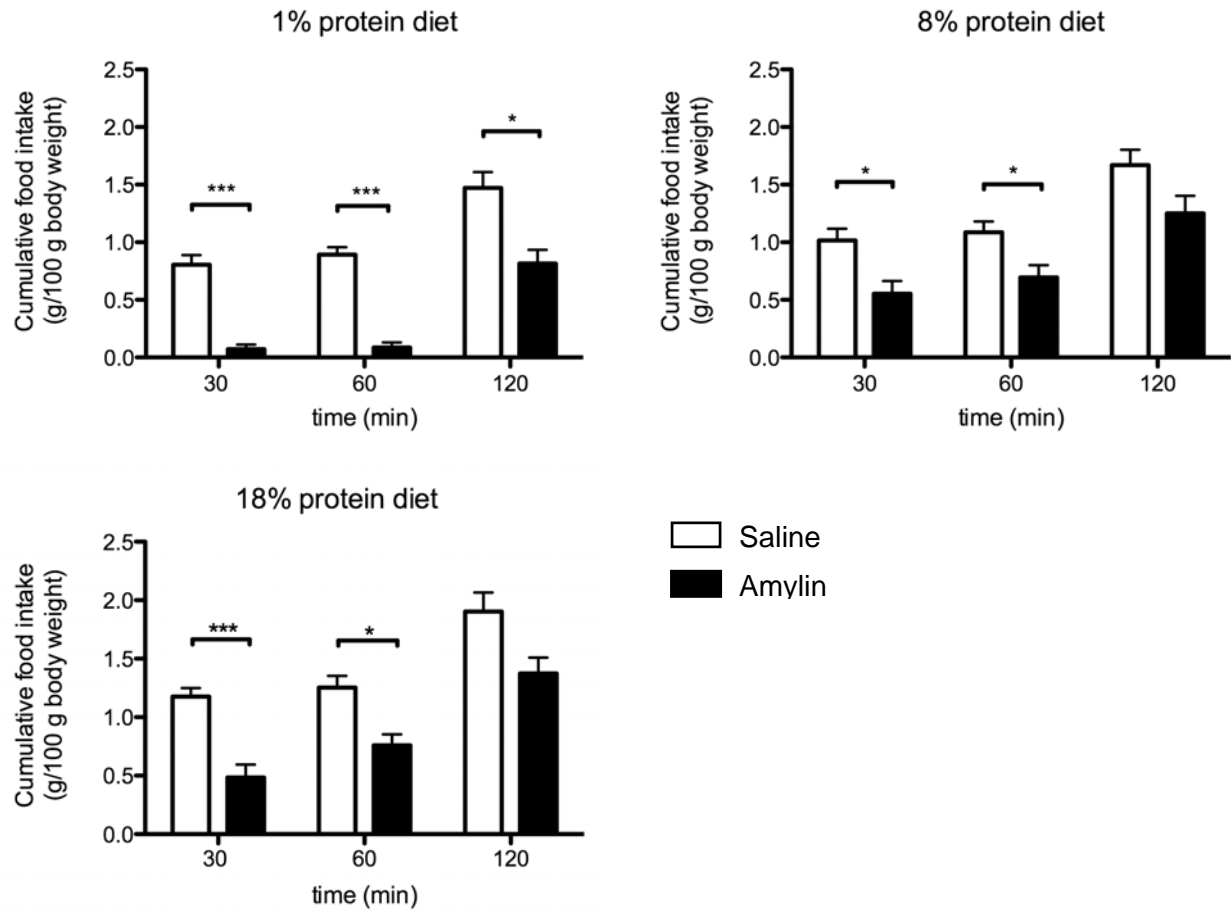 1% protein diet
Cumulative food intake
(g/100 g body weight)
2.5
2.0
1.5
1.0
0.5
0.0
***
***
*
30 60 120
time (min)
8% protein diet
Cumulative food intake
(g/100 g body weight)
2.5
2.0
1.5
1.0
0.5
0.0
*
*
30 60 120
time (min)
18% protein diet
Cumulative food intake
(g/100 g body weight)
2.5
2.0
1.5
1.0
0.5
0.0
***
*
30 60 120
time (min)
Saline
Amylin